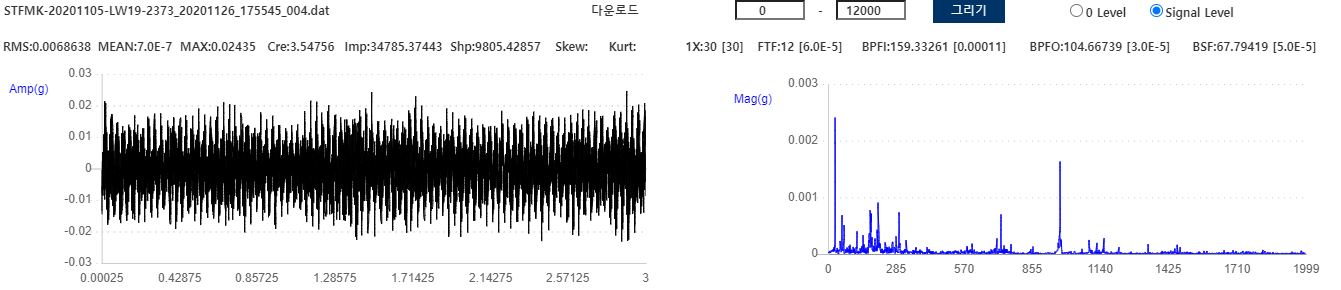 STFMK-20201105-LW19-2373_20201126_175545_004.dat 다운로드 0 - 12000 그리기 0 Level Signal Level
RMS:0.0068638 MEAN:7.0E-7 MAX:0.02435 Cre:3.54756 Imp:34785.37443 Shp:9805.42857 Skew: Kurt: 1X:30 [30] FTF:12 [6.0E-5] BPFI:159.33261 [0.00011] BPFO:104.66739 [3.0E-5] BSF:67.79419 [5.0E-5]
Amp(g)
0.03
0.02
0.01
0
-0.01
-0.02
-0.03
0.00025 0.42875 0.85725 1.28575 1.71425 2.14275 2.57125 3
Mag(g)
0.003
0.002
0.001
0
0 285 570 855 1140 1425 1710 1999